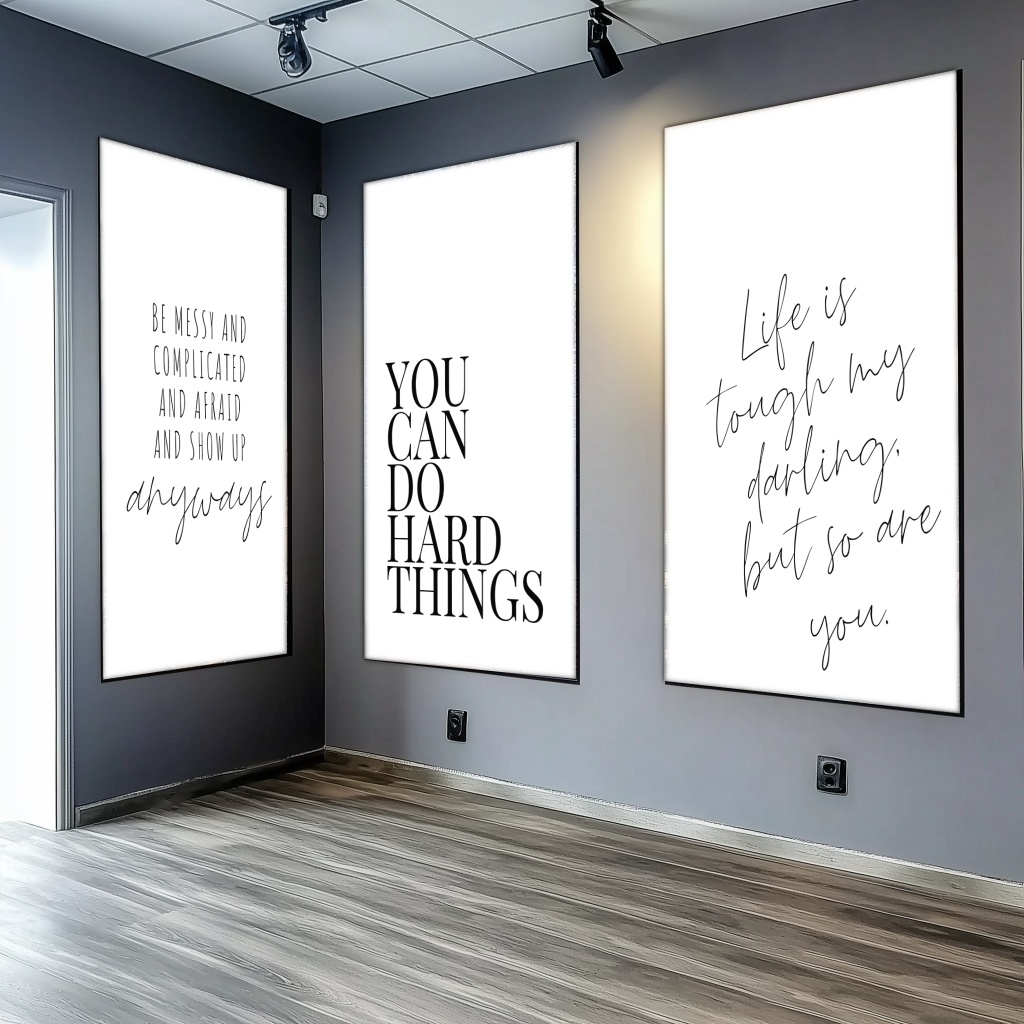 BE MESSY AND
COMPLICATED
AND AFRAID
AND SHOW UP
anyways
YOU
CAN
DO
HARD
THINGS
Life is
tough my
darling,
but so are
you.